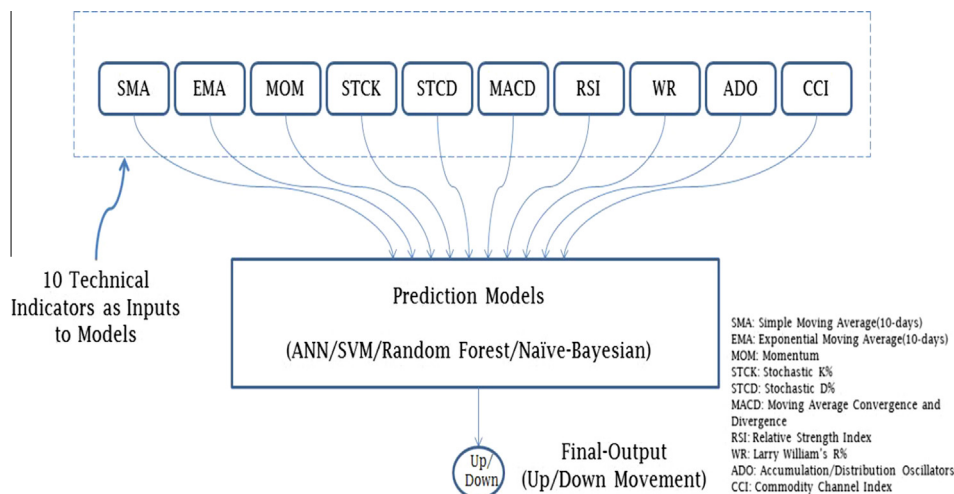 SMA EMA MOM STCK STCD MACD RSI WR ADO CCI
10 Technical
Indicators as Inputs
to Models
Prediction Models
(ANN/SVM/Random Forest/Naïve-Bayesian)
SMA: Simple Moving Average(10-days)
EMA: Exponential Moving Average(10-days)
MOM: Momentum
STCK: Stochastic K%
STCD: Stochastic D%
MACD: Moving Average Convergence and
Divergence
RSI: Relative Strength Index
WR: Larry William's R%
ADO: Accumulation/Distribution Oscillators
CCI: Commodity Channel Index
Up/
Down
Final-Output
(Up/Down Movement)